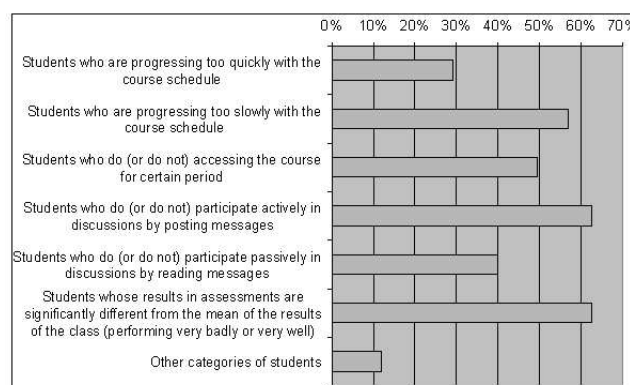 0% 10% 20% 30% 40% 50% 60% 70%
Students who are progressing too quickly with the
course schedule
Students who are progressing too slowly with the
course schedule
Students who do (or do not) accessing the course
for certain period
Students who do (or do not) participate actively in
discussions by posting messages
Students who do (or do not) participate passively in
discussions by reading messages
Students whose results in assessments are
significantly different from the mean of the results
of the class (performing very badly or very well)
Other categories of students